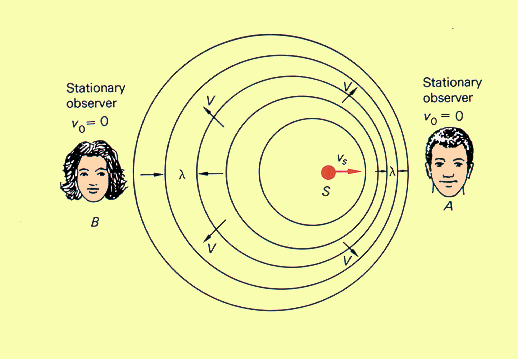 Stationary
observer
v₀ = 0
B
V
V
λ
S
vₛ
V
V
λ
Stationary
observer
v₀ = 0
A